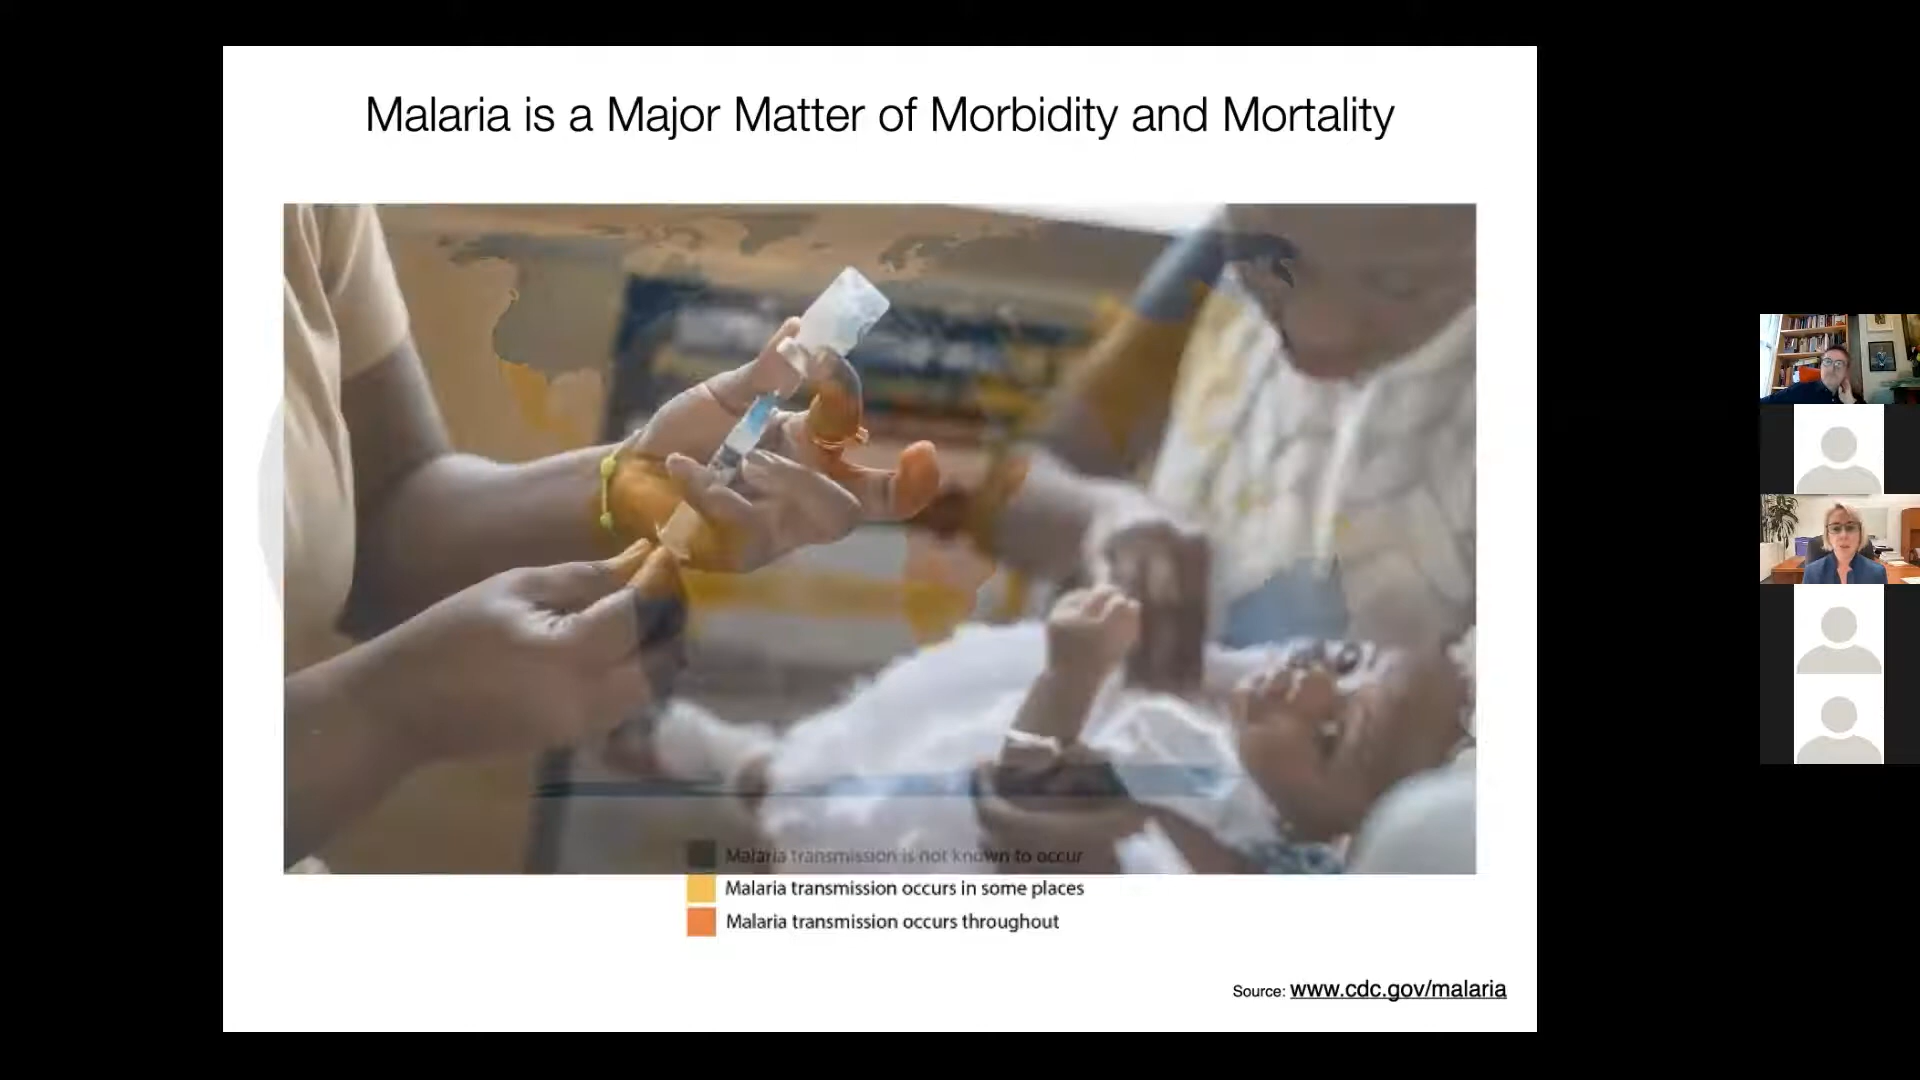 Malaria is a Major Matter of Morbidity and Mortality
Malaria transmission is not known to occur
Malaria transmission occurs in some places
Malaria transmission occurs throughout
Source: www.cdc.gov/malaria